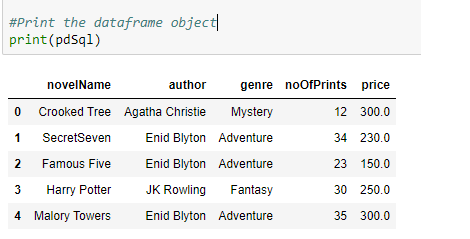 #Print the dataframe object
print(pdSql)
novelName author genre noOfPrints price
0 Crooked Tree Agatha Christie Mystery 12 300.0
1 SecretSeven Enid Blyton Adventure 34 230.0
2 Famous Five Enid Blyton Adventure 23 150.0
3 Harry Potter JK Rowling Fantasy 30 250.0
4 Malory Towers Enid Blyton Adventure 35 300.0